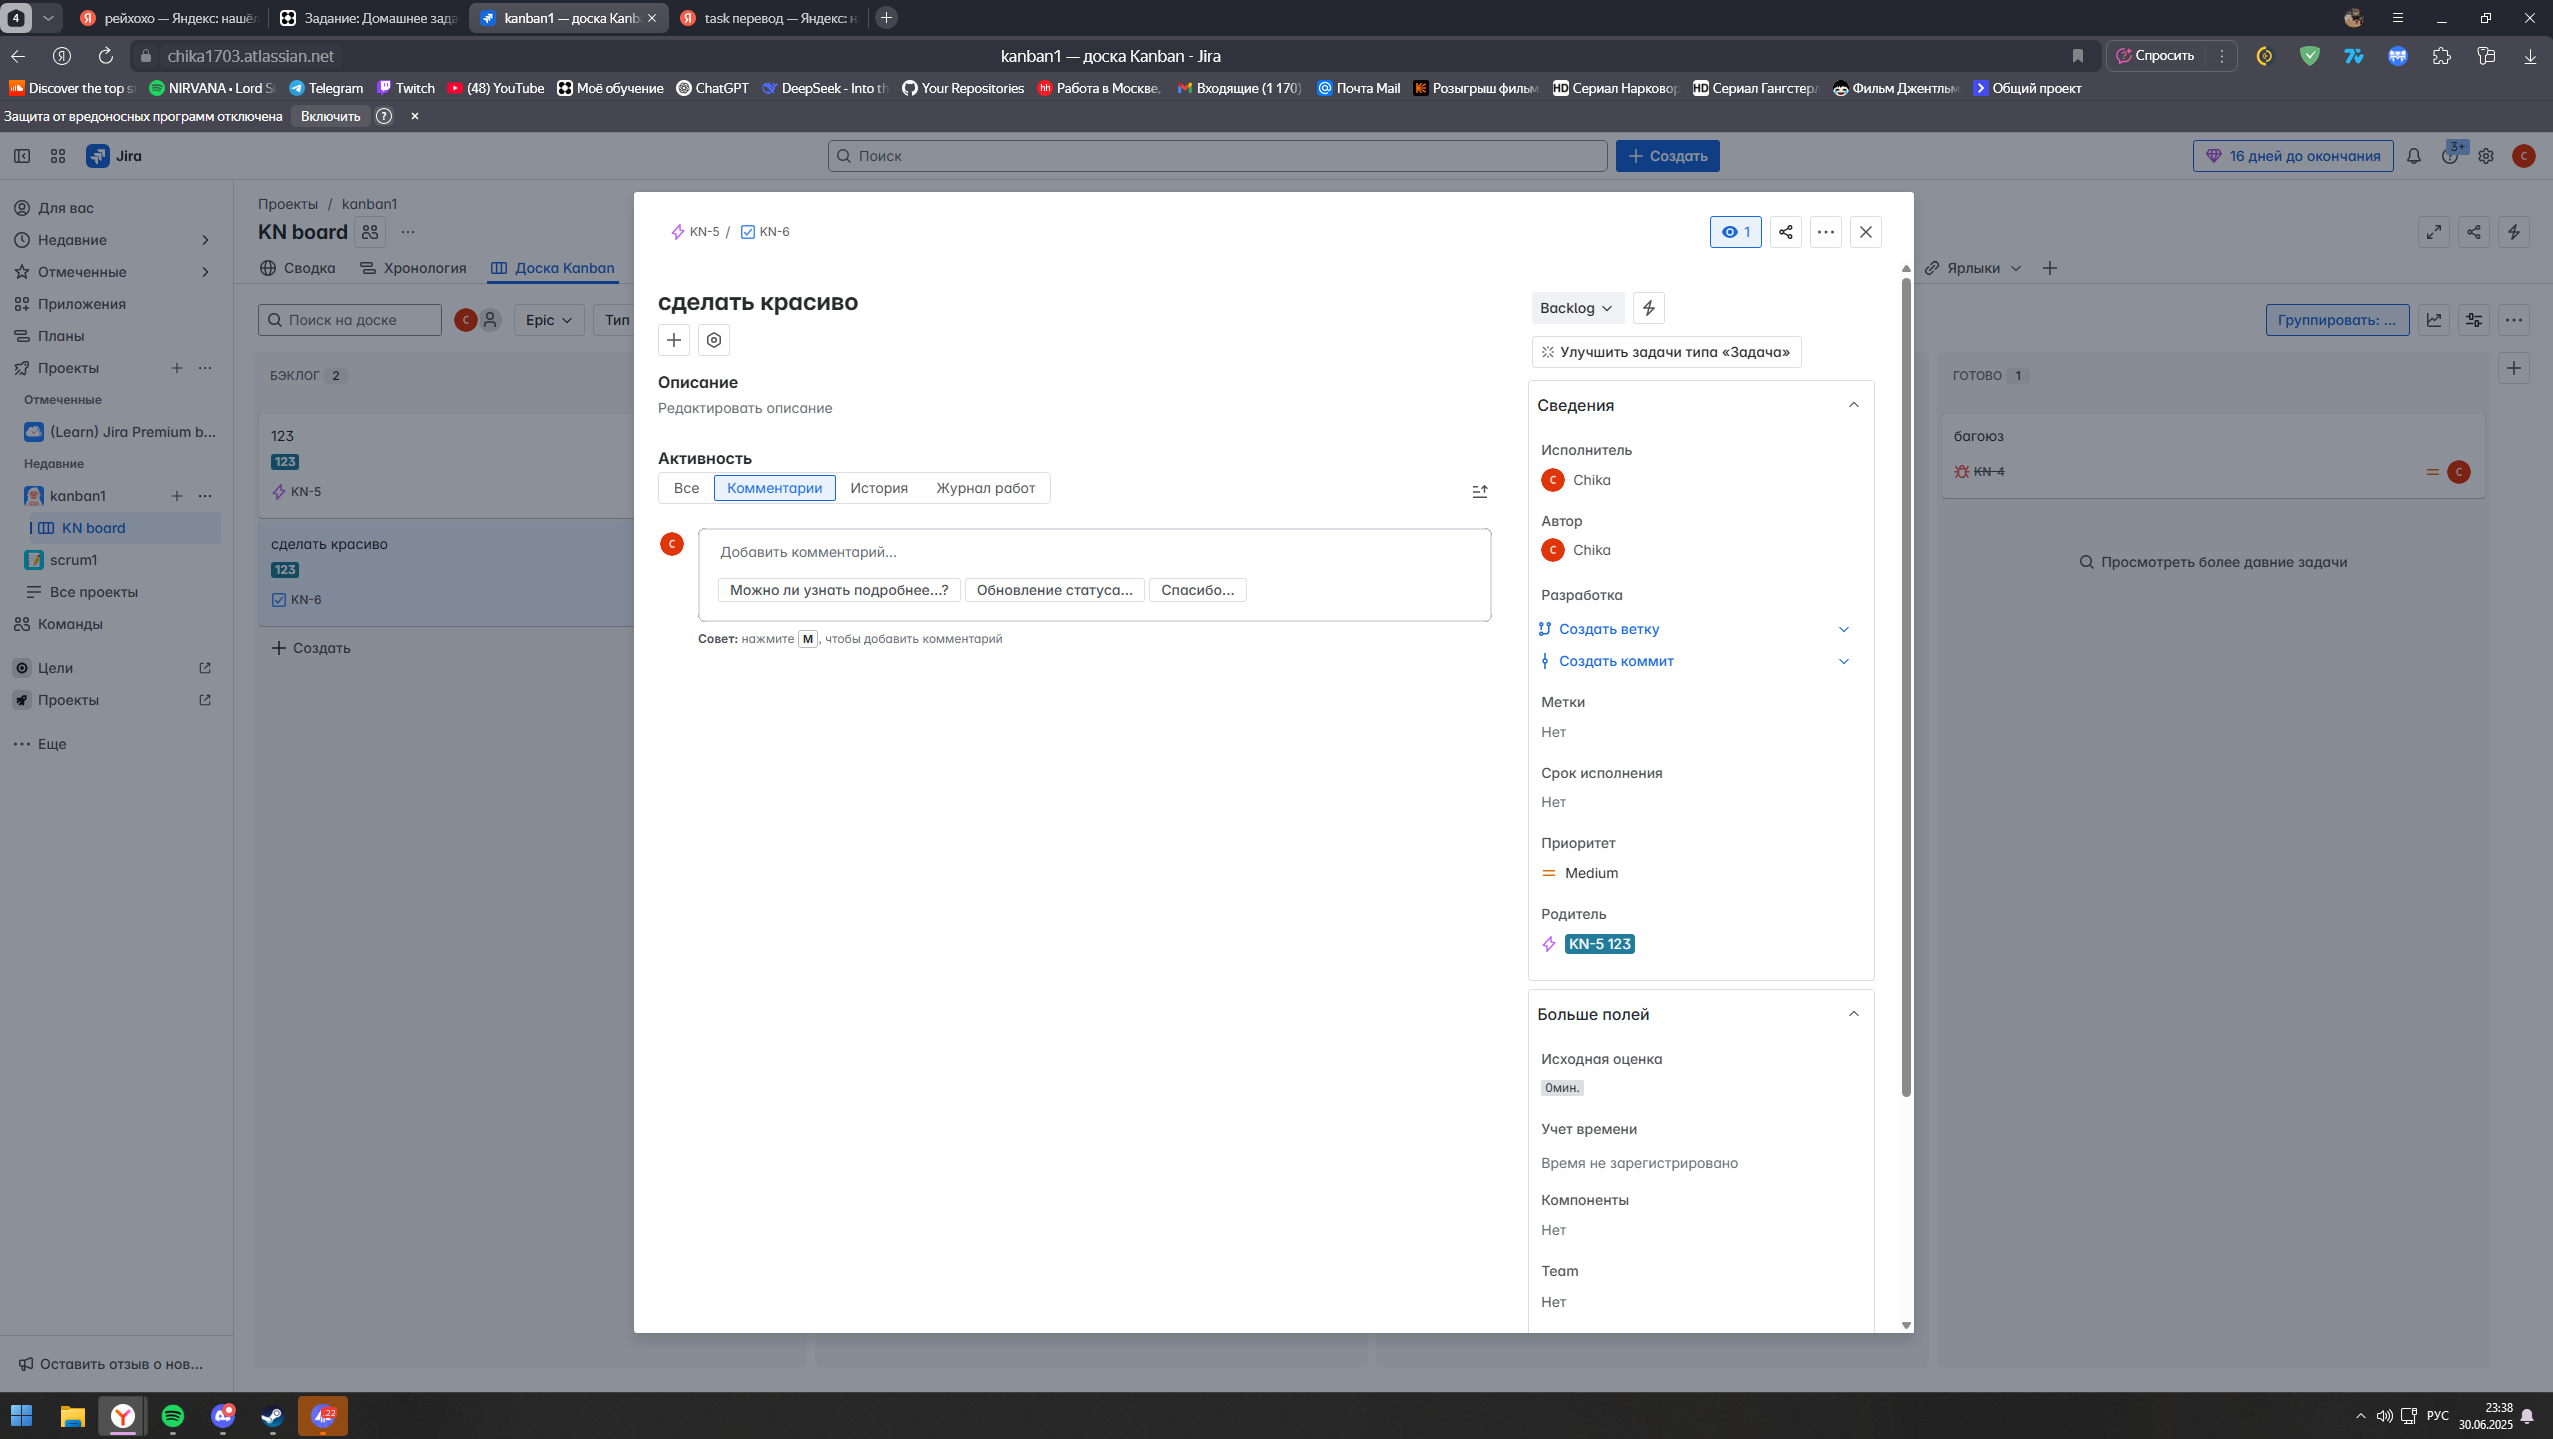 4
рейхохо — Яндекс: нашёл
Задание: Домашнее зада
kanban1 — доска Kanb
task перевод — Яндекс: н
chika1703.atlassian.net
kanban1 — доска Kanban - Jira
Спросить
Discover the top s
NIRVANA • Lord Si
Telegram
Twitch
(48) YouTube
Моё обучение
ChatGPT
DeepSeek - Into th
Your Repositories
Работа в Москве,
Входящие (1 170)
Почта Mail
Розыгрыш фильм
Сериал Нарковор
Сериал Гангстерл
Фильм Джентльм
Общий проект
Защита от вредоносных программ отключена
Включить
Jira
Поиск
Создать
16 дней до окончания
3+
C
Для вас
Недавние
Отмеченные
Приложения
Планы
Проекты
Отмеченные
(Learn) Jira Premium b...
Недавние
kanban1
KN board
scrum1
Все проекты
Команды
Цели
Проекты
Еще
Оставить отзыв о нов...
Проекты / kanban1
KN board
Сводка
Хронология
Доска Kanban
Ярлыки
Поиск на доске
C
Epic
Тип
Группировать: ...
БЭКЛОГ 2
123
123
KN-5
сделать красиво
123
KN-6
Создать
ГОТОВО 1
багоюз
KN-4
C
Просмотреть более давние задачи
KN-5 / KN-6
1
сделать красиво
Описание
Редактировать описание
Активность
Все
Комментарии
История
Журнал работ
C
Добавить комментарий...
Можно ли узнать подробнее...?
Обновление статуса...
Спасибо...
Совет: нажмите M, чтобы добавить комментарий
Backlog
Улучшить задачи типа «Задача»
Сведения
Исполнитель
C Chika
Автор
C Chika
Разработка
Создать ветку
Создать коммит
Метки
Нет
Срок исполнения
Нет
Приоритет
Medium
Родитель
KN-5 123
Больше полей
Исходная оценка
0мин.
Учет времени
Время не зарегистрировано
Компоненты
Нет
Team
Нет
22
РУС
23:38
30.06.2025